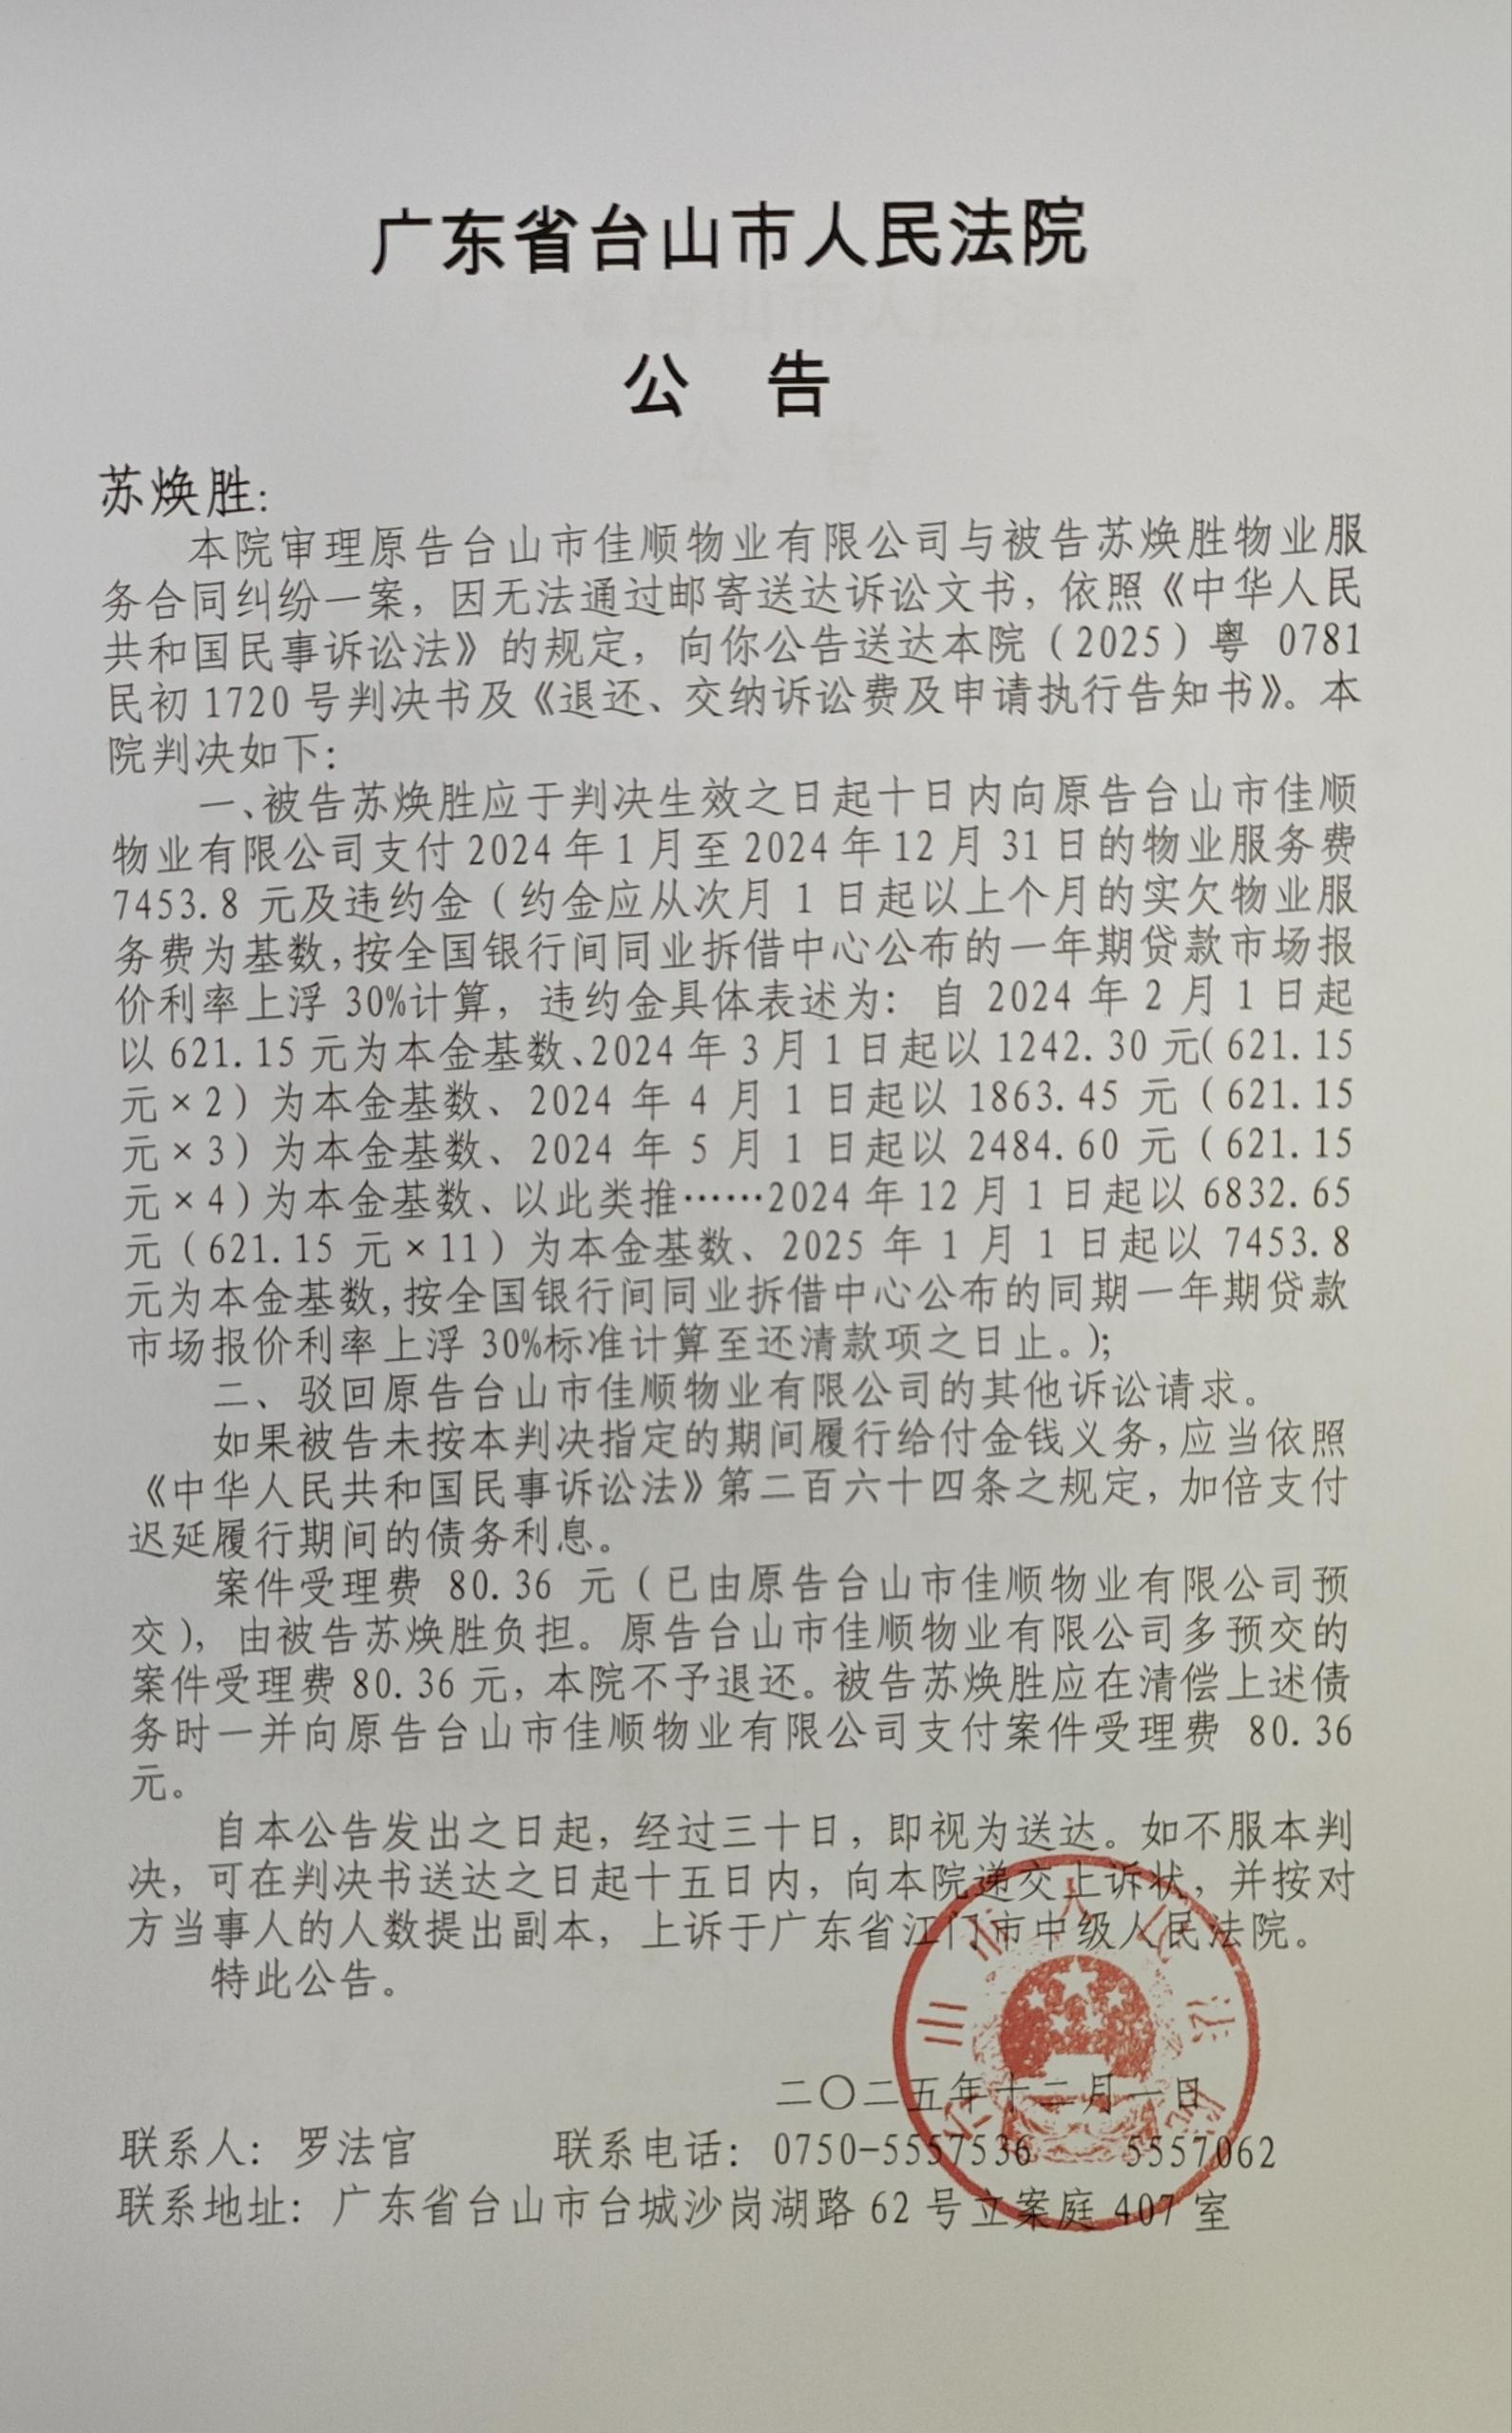 广东省台山市人民法院
公 告
苏焕胜：
本院审理原告台山市佳顺物业有限公司与被告苏焕胜物业服
务合同纠纷一案，因无法通过邮寄送达诉讼文书，依照《中华人民
共和国民事诉讼法》的规定，向你公告送达本院（2025）粤 0781
民初 1720 号判决书及《退还、交纳诉讼费及申请执行告知书》。本
院判决如下：
一、被告苏焕胜应于判决生效之日起十日内向原告台山市佳顺
物业有限公司支付 2024 年 1 月至 2024 年 12 月 31 日的物业服务费
7453.8 元及违约金（约金应从次月 1 日起以上个月的实欠物业服
务费为基数，按全国银行间同业拆借中心公布的一年期贷款市场报
价利率上浮 30%计算，违约金具体表述为：自 2024 年 2 月 1 日起
以 621.15 元为本金基数、2024 年 3 月 1 日起以 1242.30 元（621.15
元×2）为本金基数、2024 年 4 月 1 日起以 1863.45 元（621.15
元×3）为本金基数、2024 年 5 月 1 日起以 2484.60 元（621.15
元×4）为本金基数、以此类推……2024 年 12 月 1 日起以 6832.65
元（621.15 元×11）为本金基数、2025 年 1 月 1 日起以 7453.8
元为本金基数，按全国银行间同业拆借中心公布的同期一年期贷款
市场报价利率上浮 30%标准计算至还清款项之日止。）；
二、驳回原告台山市佳顺物业有限公司的其他诉讼请求。
如果被告未按本判决指定的期间履行给付金钱义务，应当依照
《中华人民共和国民事诉讼法》第二百六十四条之规定，加倍支付
迟延履行期间的债务利息。
案件受理费 80.36 元（已由原告台山市佳顺物业有限公司预
交），由被告苏焕胜负担。原告台山市佳顺物业有限公司多预交的
案件受理费 80.36 元，本院不予退还。被告苏焕胜应在清偿上述债
务时一并向原告台山市佳顺物业有限公司支付案件受理费 80.36
元。
自本公告发出之日起，经过三十日，即视为送达。如不服本判
决，可在判决书送达之日起十五日内，向本院递交上诉状，并按对
方当事人的人数提出副本，上诉于广东省江门市中级人民法院。
特此公告。
二〇二五年十二月一日
联系人：罗法官 联系电话：0750-5557536 5557062
联系地址：广东省台山市台城沙岗湖路 62 号立案庭 407 室